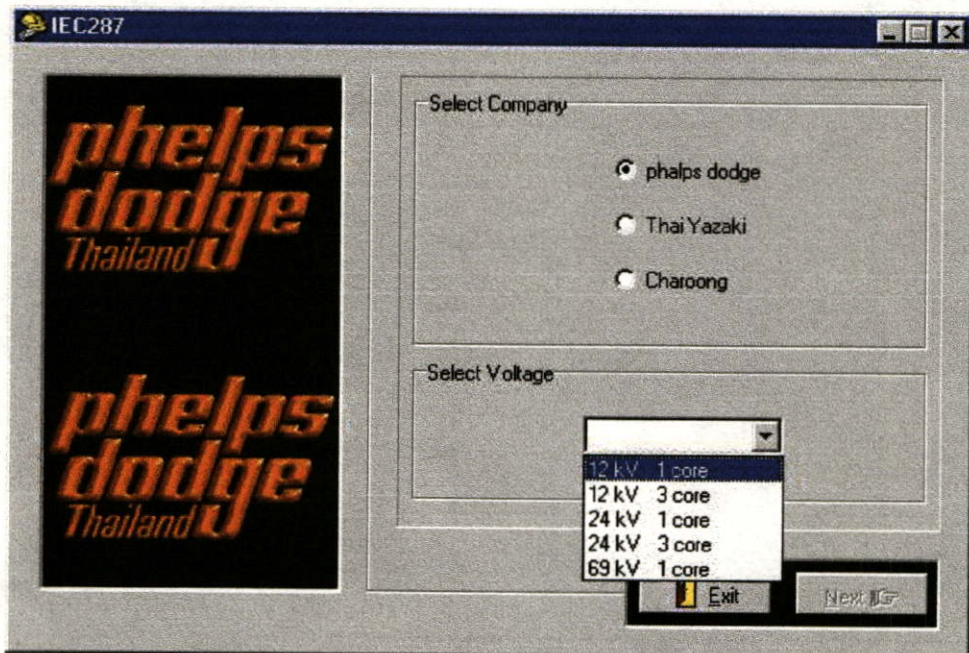 IEC287
phelps
dodge
Thailand
phelps
dodge
Thailand
Select Company
phalps dodge
Thai Yazaki
Charoong
Select Voltage
12 kV 1 core
12 kV 3 core
24 kV 1 core
24 kV 3 core
69 kV 1 core
Exit
Next